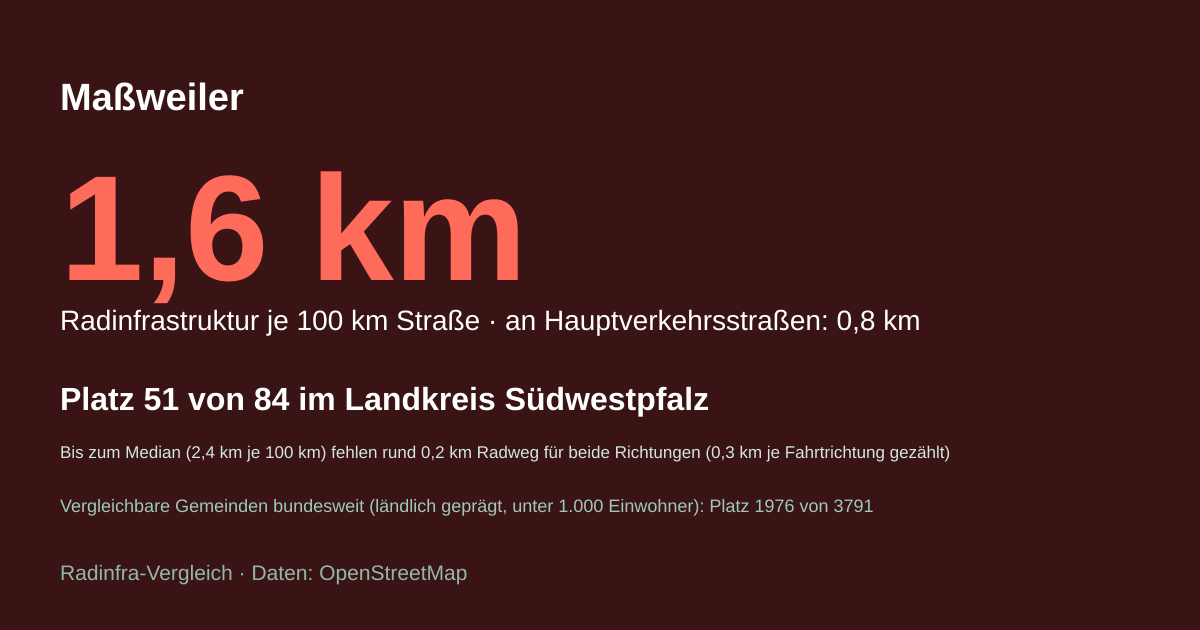 Maßweiler
1,6 km
Radinfrastruktur je 100 km Straße · an Hauptverkehrsstraßen: 0,8 km
Platz 51 von 84 im Landkreis Südwestpfalz
Bis zum Median (2,4 km je 100 km) fehlen rund 0,2 km Radweg für beide Richtungen (0,3 km je Fahrtrichtung gezählt)
Vergleichbare Gemeinden bundesweit (ländlich geprägt, unter 1.000 Einwohner): Platz 1976 von 3791
Radinfra-Vergleich · Daten: OpenStreetMap